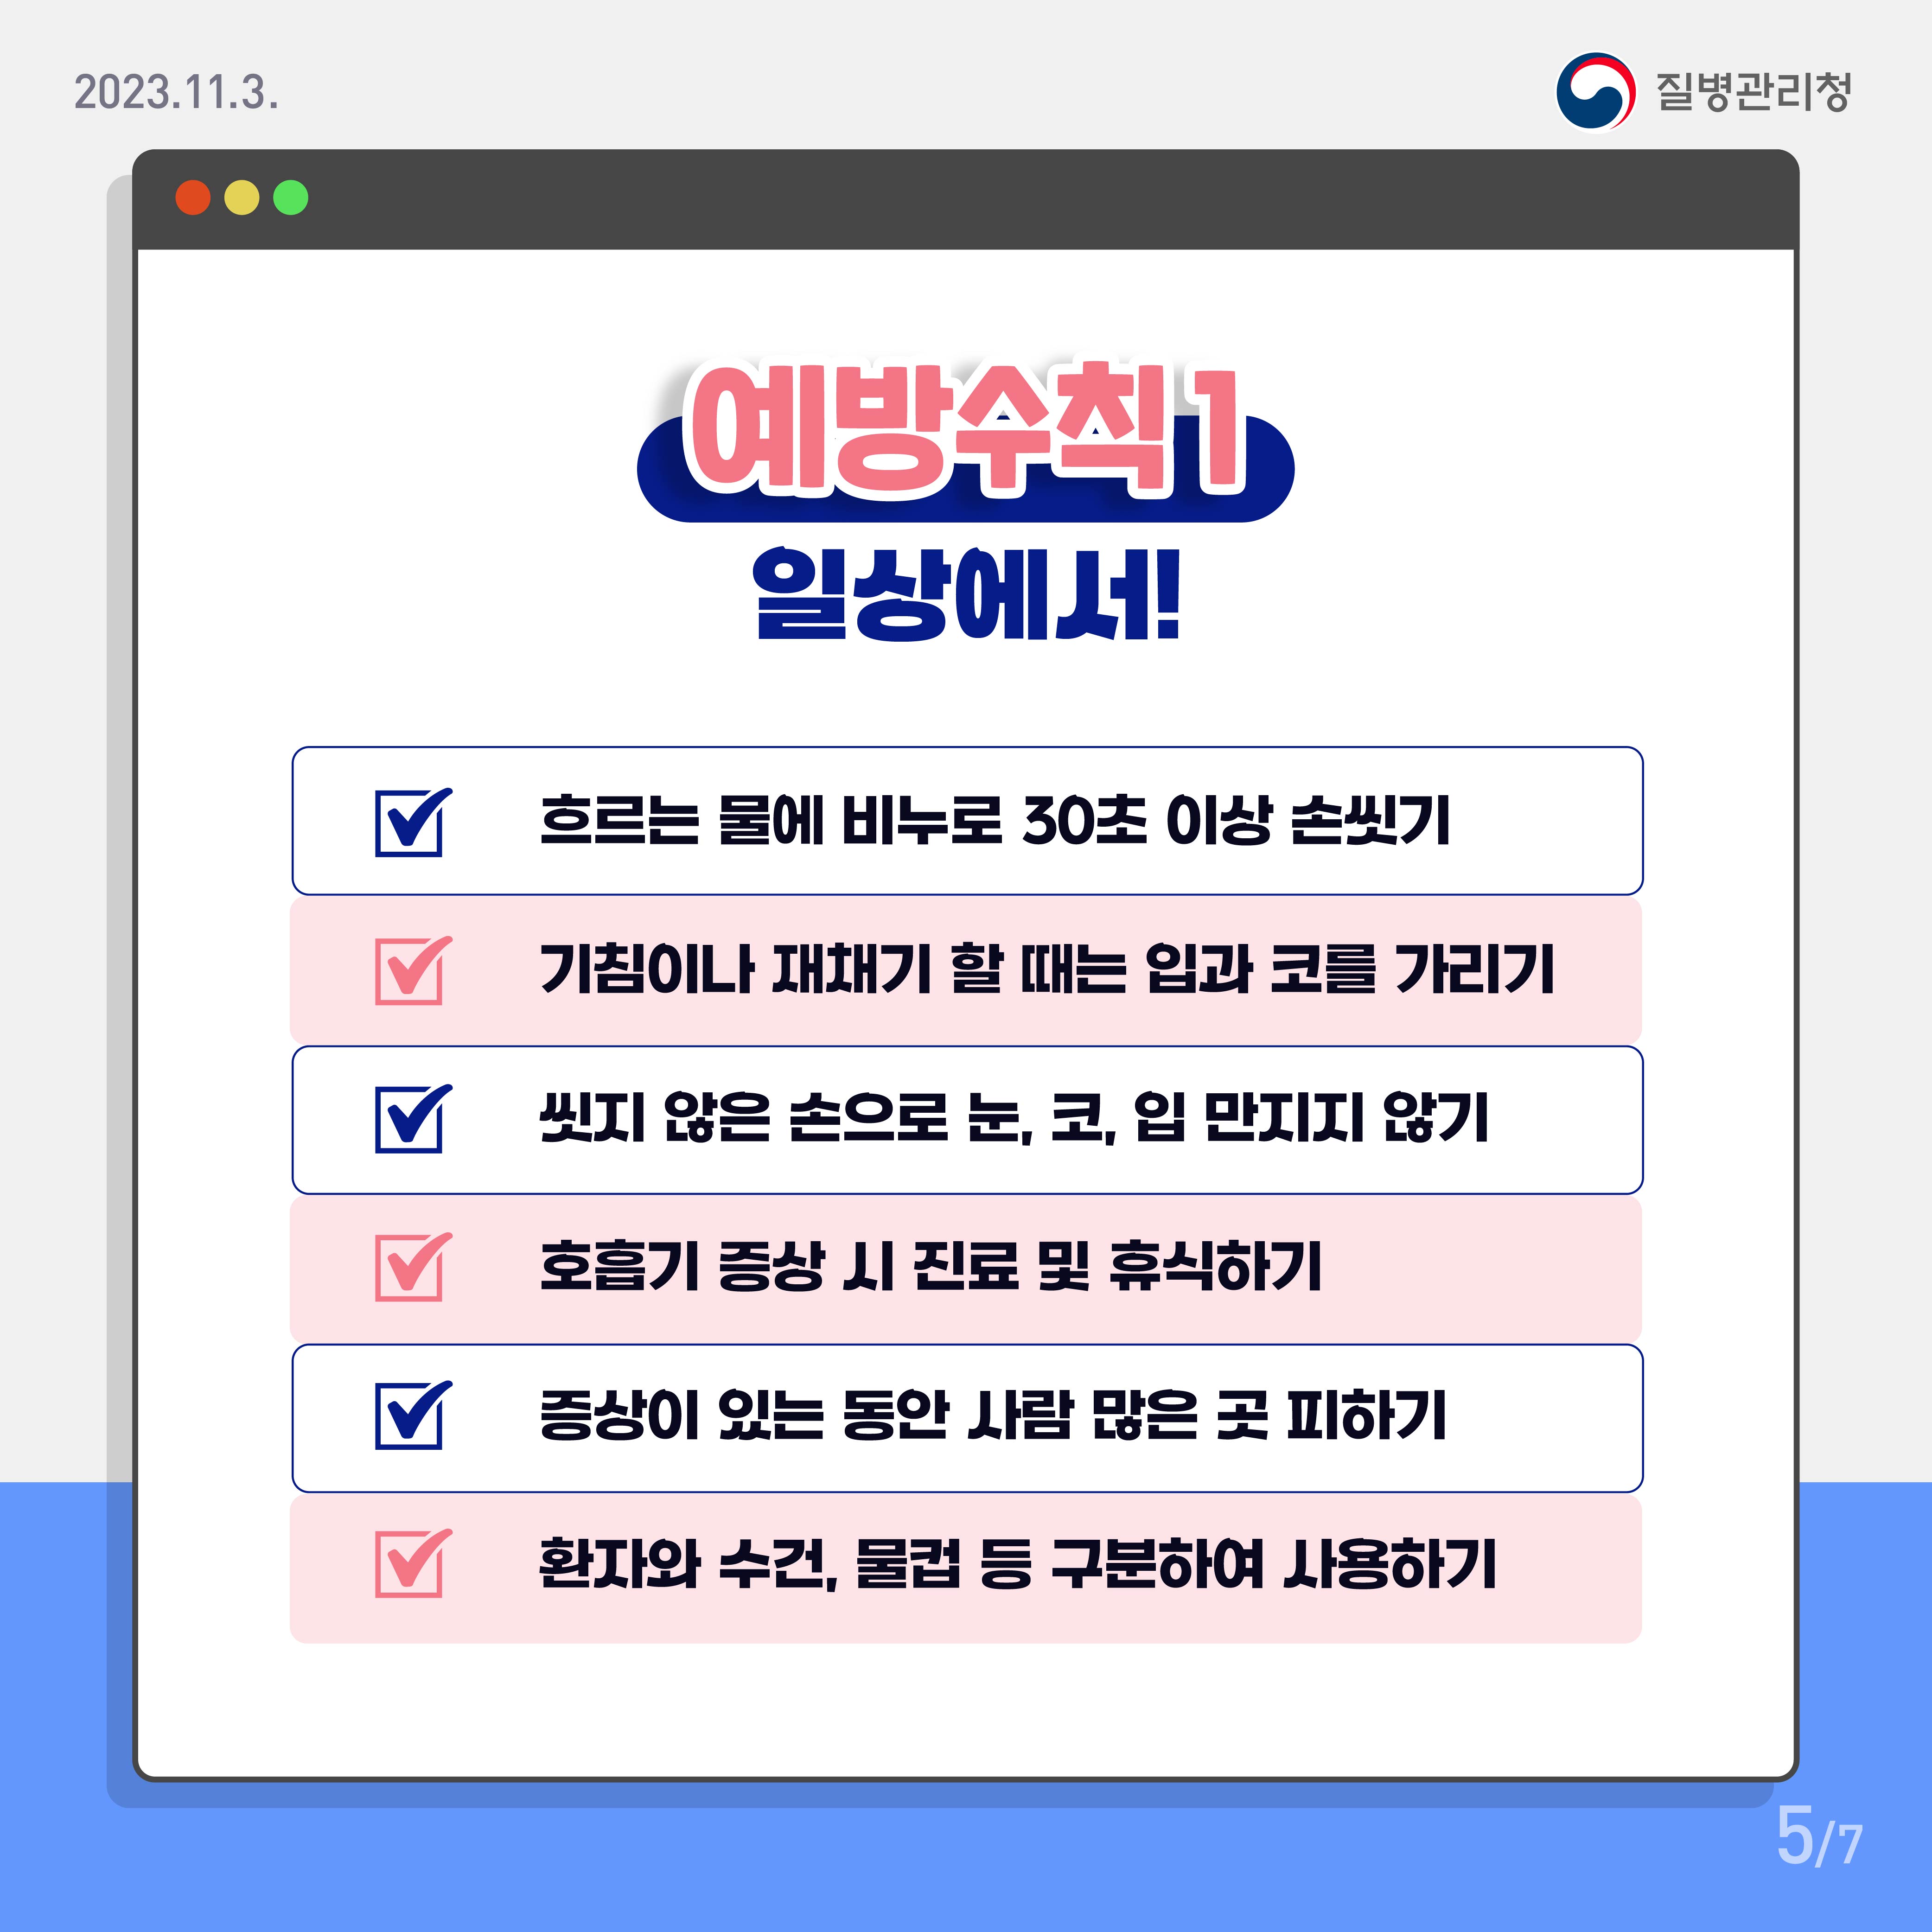 2023.11.3.
질병관리청
예방수칙 1
일상에서!
흐르는 물에 비누로 30초 이상 손씻기
기침이나 재채기 할 때는 입과 코를 가리기
씻지 않은 손으로 눈, 코, 입 만지지 않기
호흡기 증상 시 진료 및 휴식하기
증상이 있는 동안 사람 많은 곳 피하기
환자와 수건, 물컵 등 구분하여 사용하기
5/7